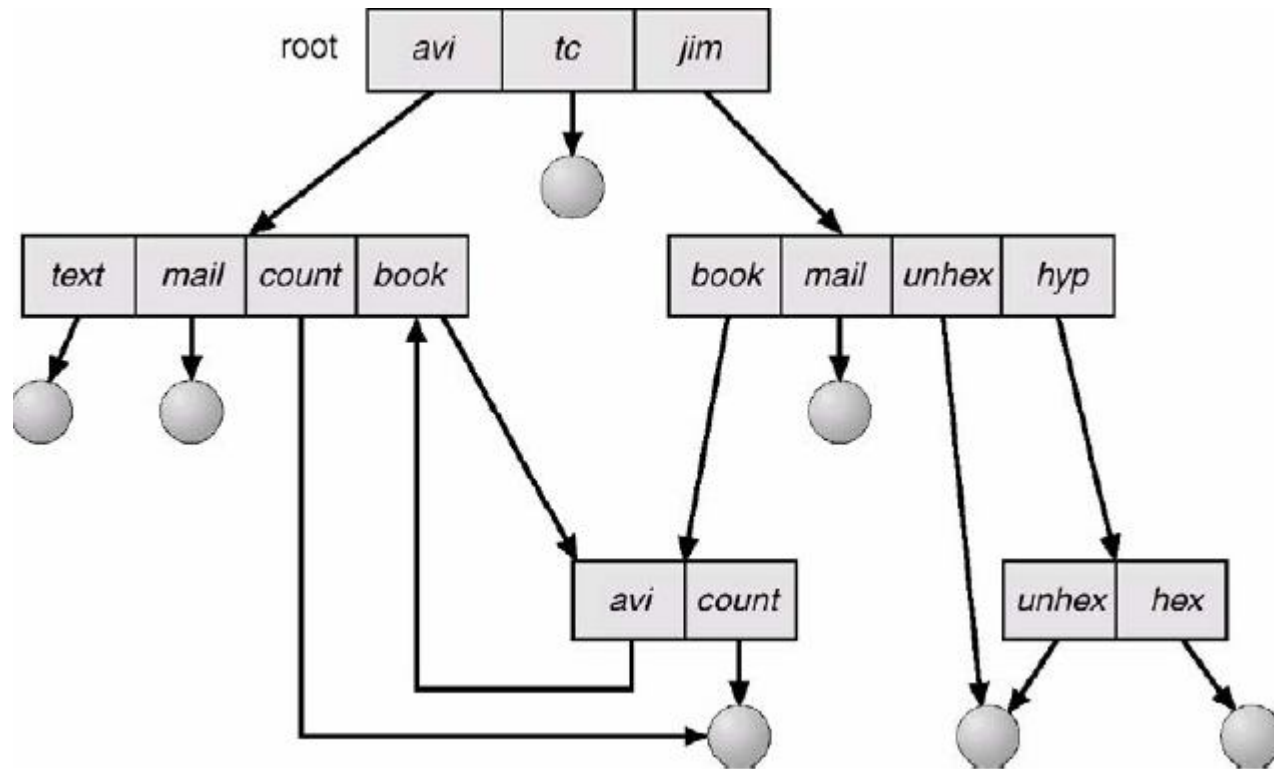 root avi tc jim
text mail count book book mail unhex hyp
avi count unhex hex